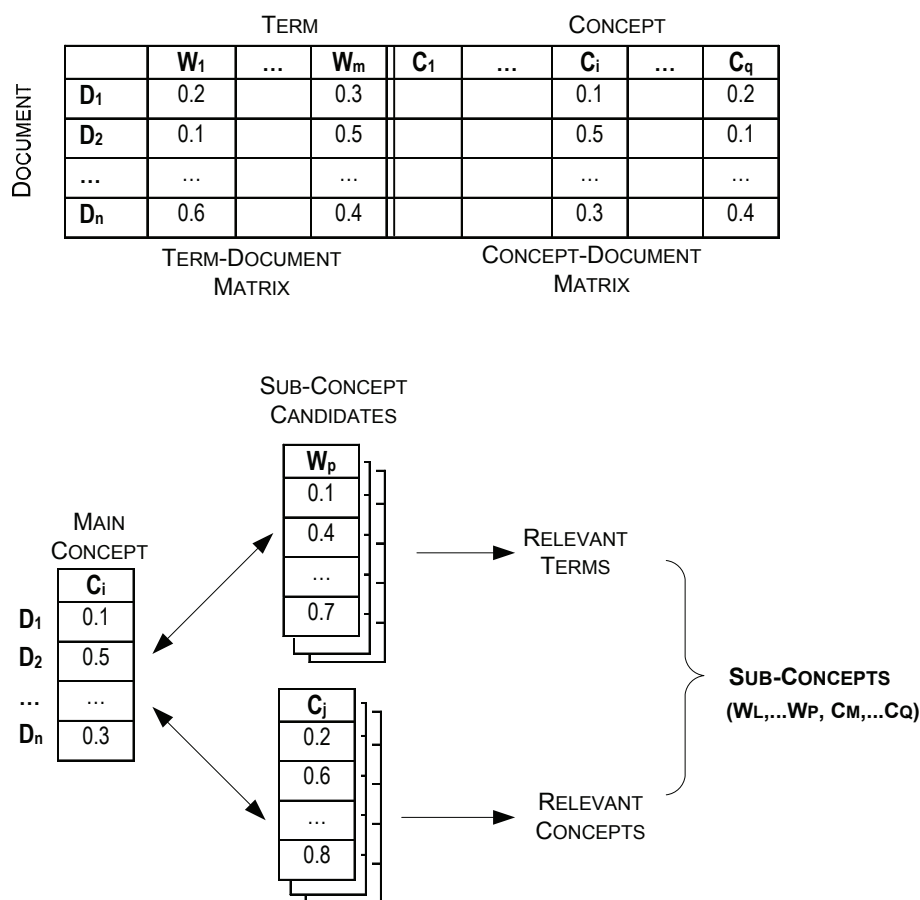 TERM CONCEPT
W1 ... Wm C1 ... Ci ... Cq
DOCUMENT
D1 0.2 0.3 0.1 0.2
D2 0.1 0.5 0.5 0.1
... ... ... ... ...
Dn 0.6 0.4 0.3 0.4
TERM-DOCUMENT
MATRIX
CONCEPT-DOCUMENT
MATRIX
SUB-CONCEPT
CANDIDATES
Wp
0.1
0.4
...
0.7
MAIN
CONCEPT
Ci
D1 0.1
D2 0.5
... ...
Dn 0.3
Cj
0.2
0.6
...
0.8
RELEVANT
TERMS
RELEVANT
CONCEPTS
SUB-CONCEPTS
(WL,...WP, CM,...CQ)